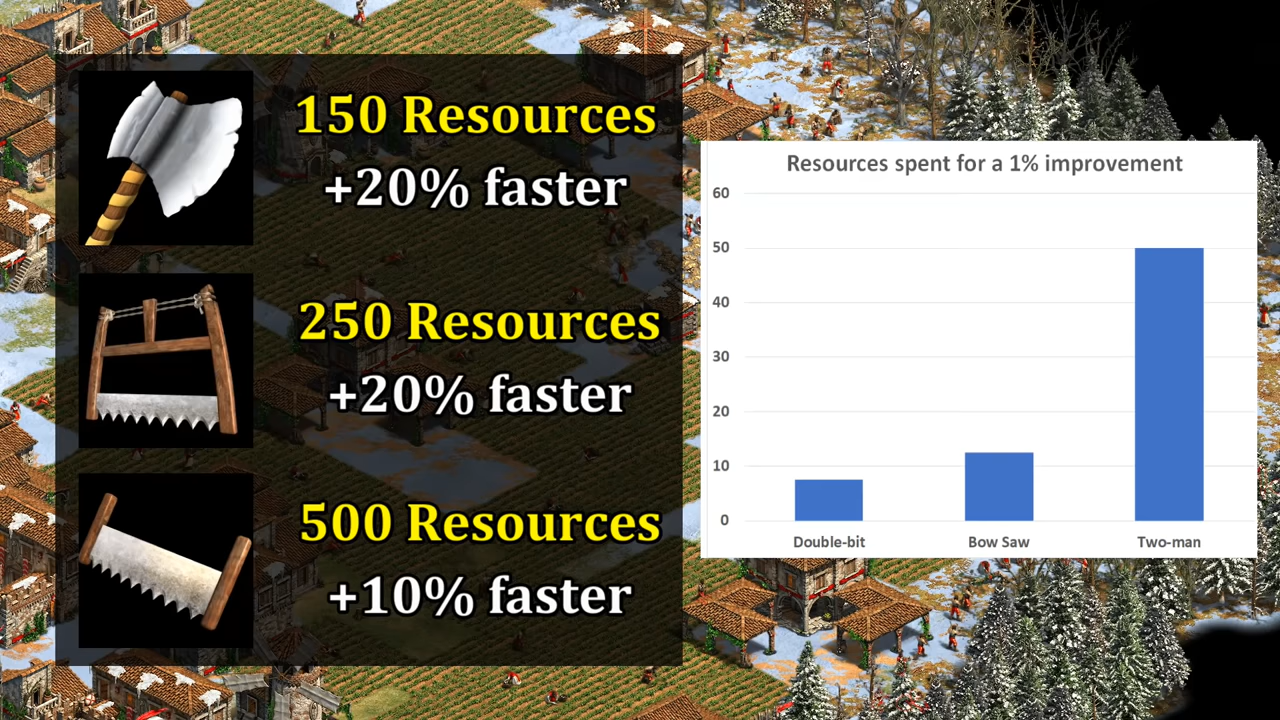 150 Resources
+20% faster
250 Resources
+20% faster
500 Resources
+10% faster
Resources spent for a 1% improvement
60
50
40
30
20
10
0
Double-bit
Bow Saw
Two-man